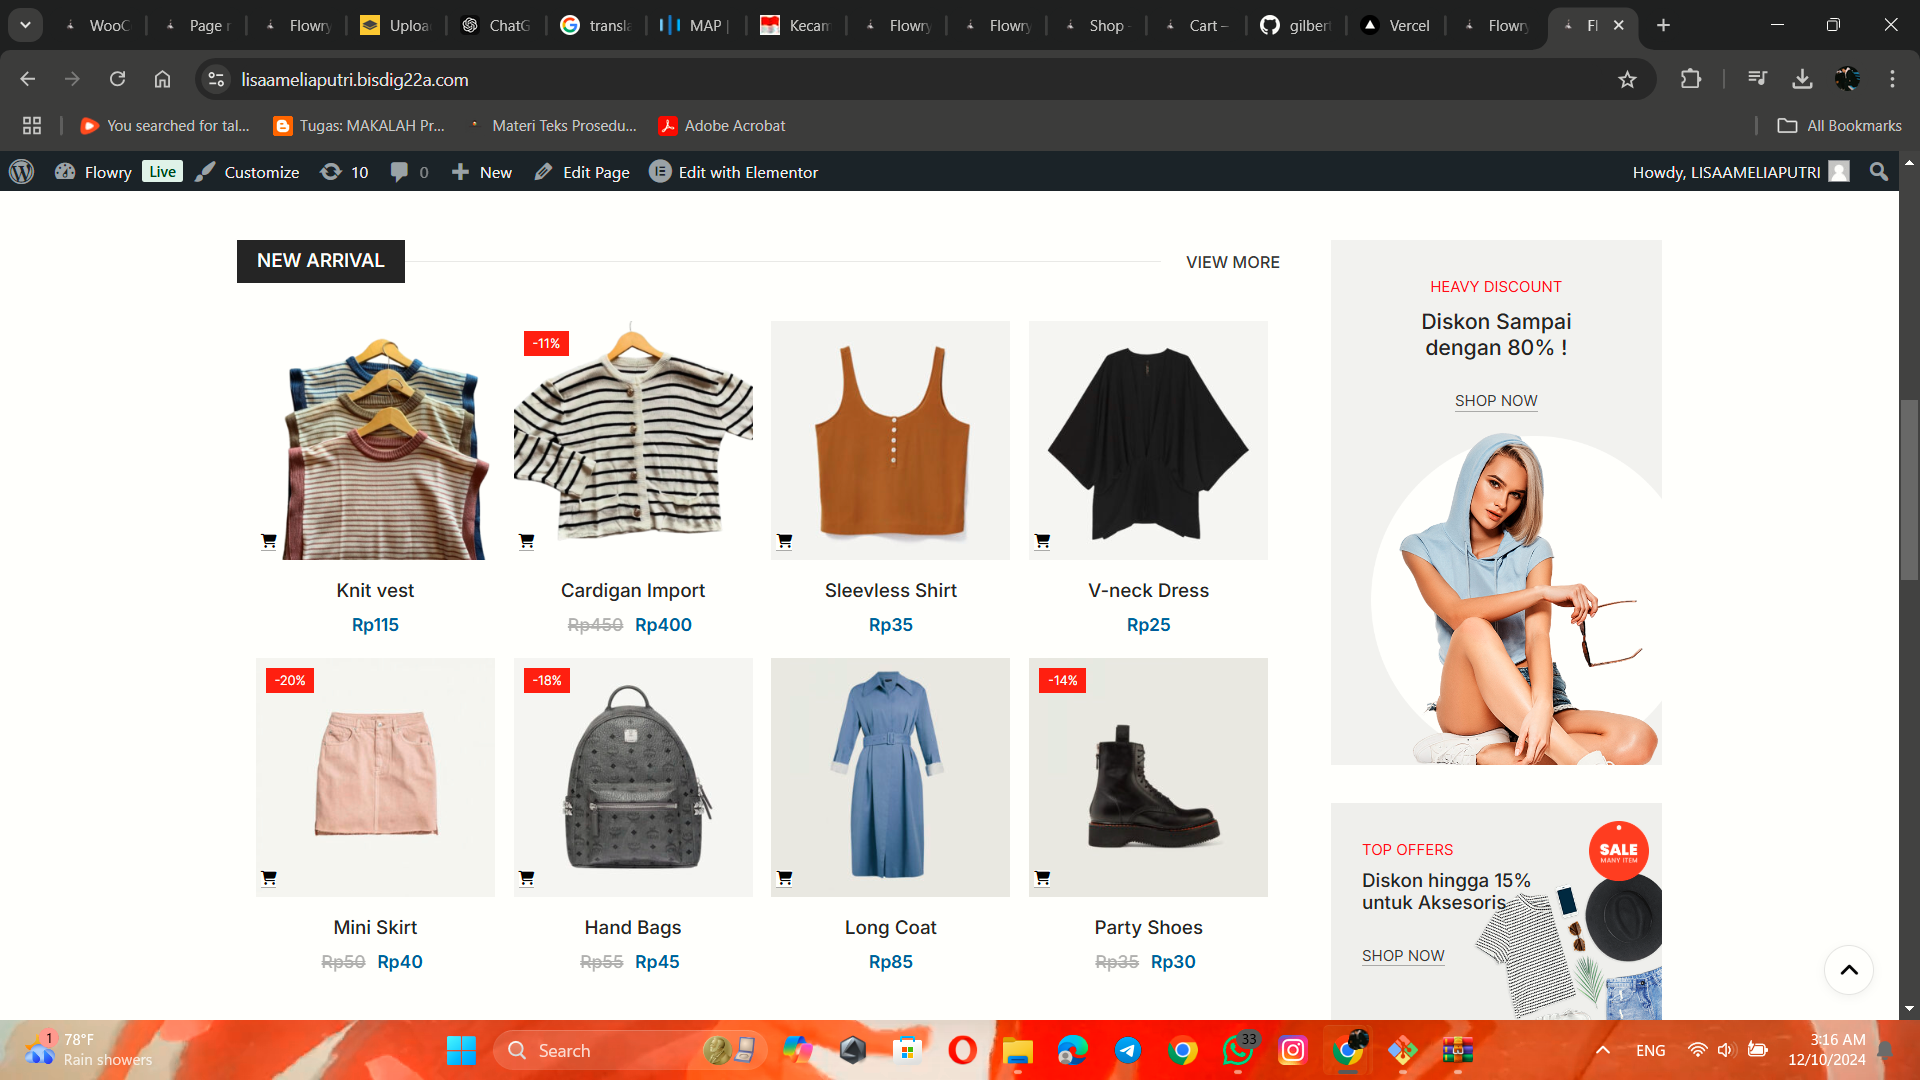 WooC
Page r
Flowry
Uploa
ChatG
transla
MAP |
Kecam
Flowry
Flowry
Shop -
Cart –
gilbert
Vercel
Flowry
Fl
lisaameliaputri.bisdig22a.com
You searched for tal...
Tugas: MAKALAH Pr...
Materi Teks Prosedu...
Adobe Acrobat
All Bookmarks
Flowry
Live
Customize
10
0
New
Edit Page
Edit with Elementor
Howdy, LISAAMELIAPUTRI
NEW ARRIVAL
VIEW MORE
-11%
Knit vest
Cardigan Import
Sleevless Shirt
V-neck Dress
Rp115
Rp450 Rp400
Rp35
Rp25
-20%
-18%
-14%
Mini Skirt
Hand Bags
Long Coat
Party Shoes
Rp50 Rp40
Rp55 Rp45
Rp85
Rp35 Rp30
HEAVY DISCOUNT
Diskon Sampai
dengan 80% !
SHOP NOW
TOP OFFERS
Diskon hingga 15%
untuk Aksesoris
SHOP NOW
SALE
MANY ITEM
1
78°F
Rain showers
Search
33
ENG
3:16 AM
12/10/2024